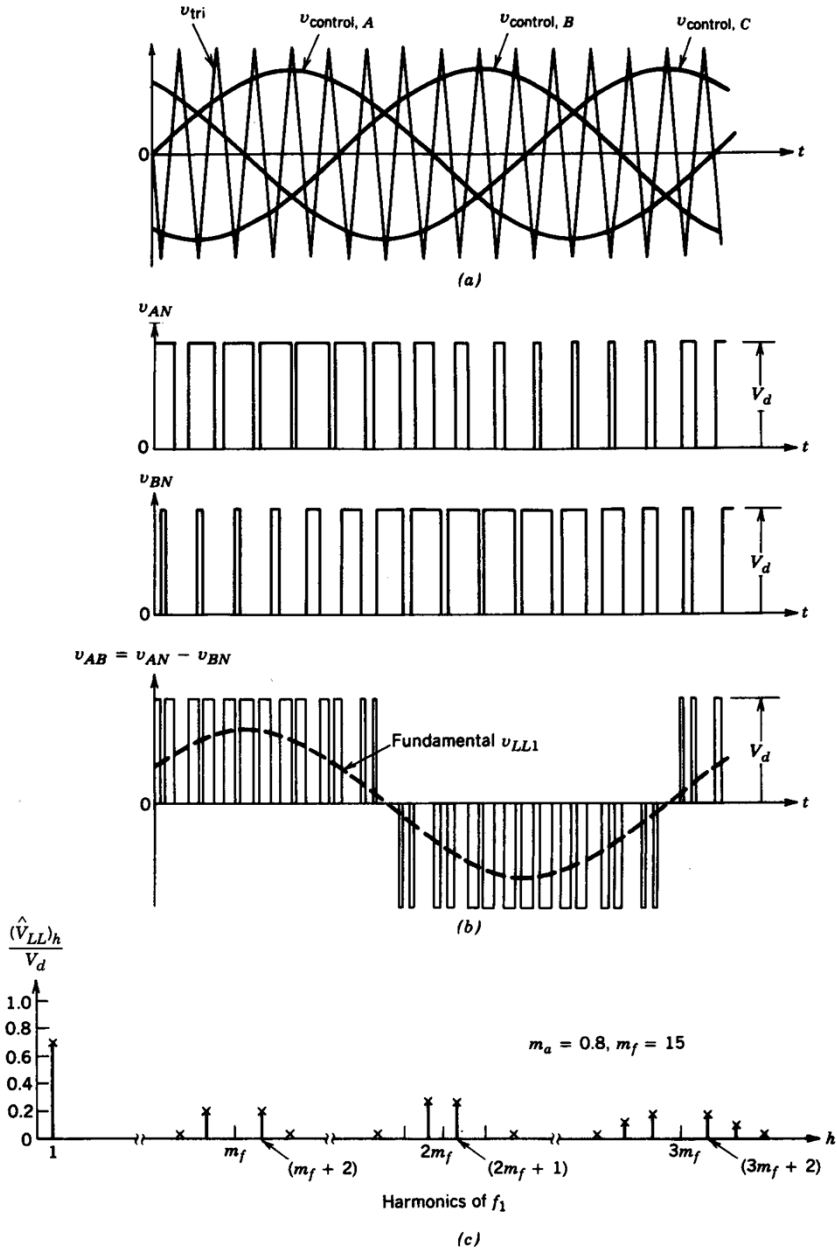 v_tri v_control, A v_control, B v_control, C
0 t
(a)
v_AN
V_d
0 t
v_BN
V_d
0 t
v_AB = v_AN − v_BN
Fundamental v_LL1
V_d
0 t
(b)
(V̂_LL)_h / V_d
1.0
0.8
0.6
0.4
0.2
0
m_a = 0.8, m_f = 15
1 m_f (m_f + 2) 2m_f (2m_f + 1) 3m_f (3m_f + 2) h
Harmonics of f_1
(c)